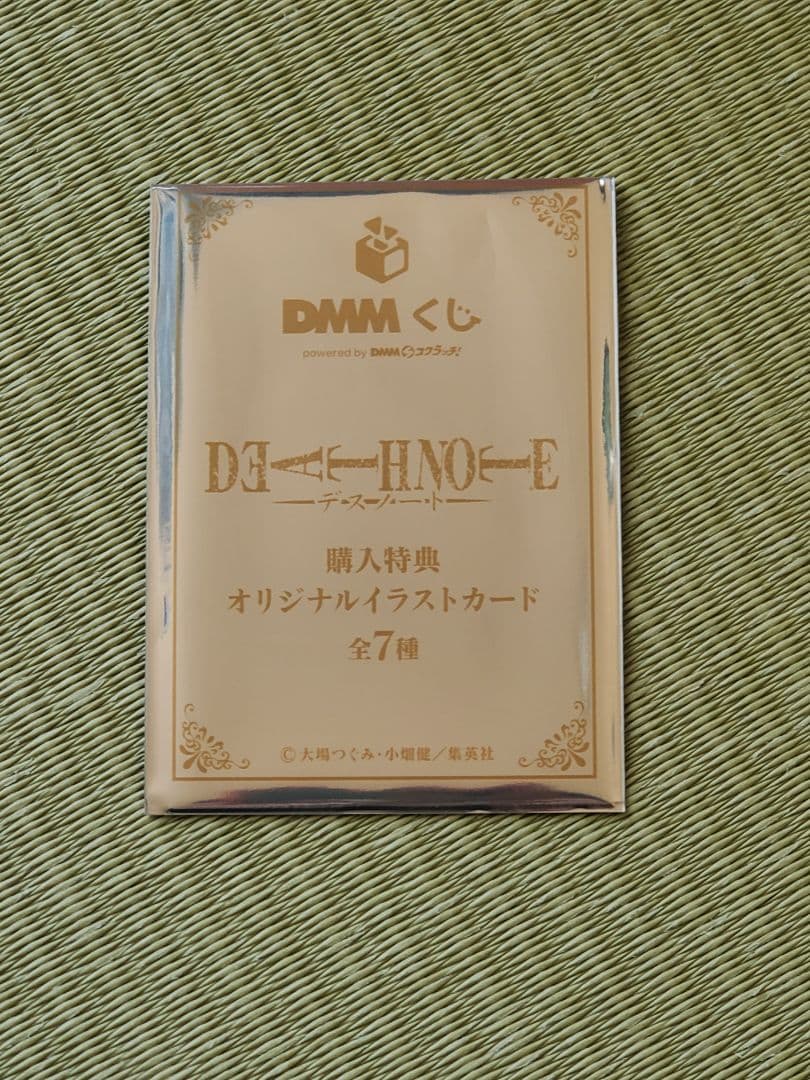 DMMくじ
powered by DMMスクラッチ!
DEATH NOTE
デスノート
購入特典
オリジナルイラストカード
全7種
©大場つぐみ・小畑健／集英社